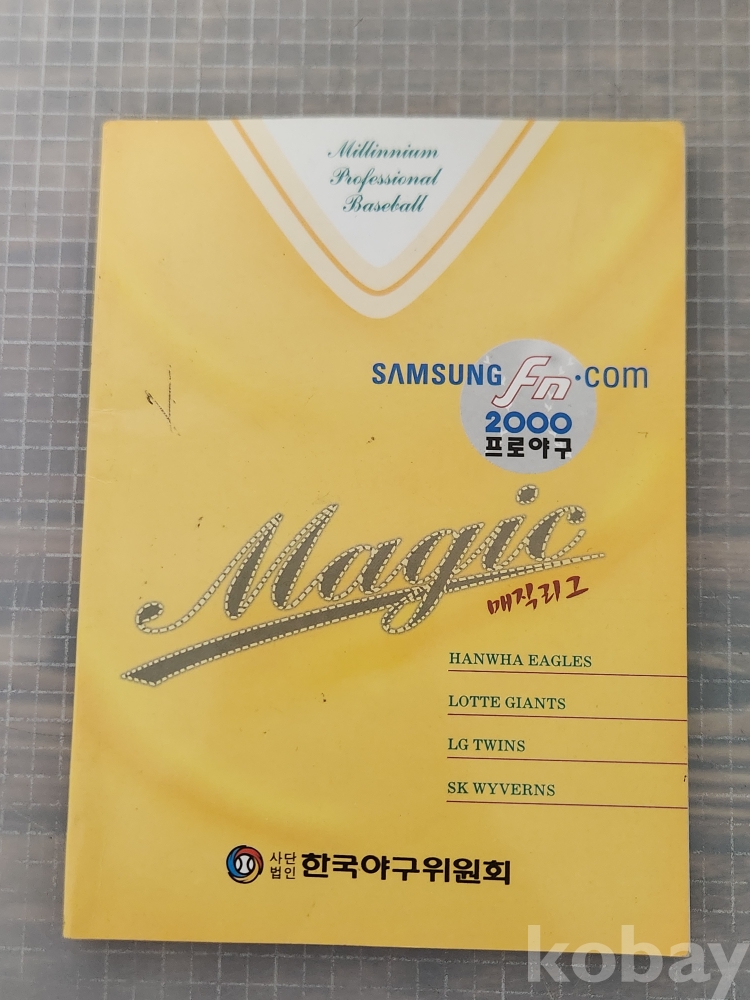 Millinnium
Professional
Baseball
SAMSUNG fn.com
2000
프로야구
Magic
매직리그
HANWHA EAGLES
LOTTE GIANTS
LG TWINS
SK WYVERNS
사단법인 한국야구위원회
kobay